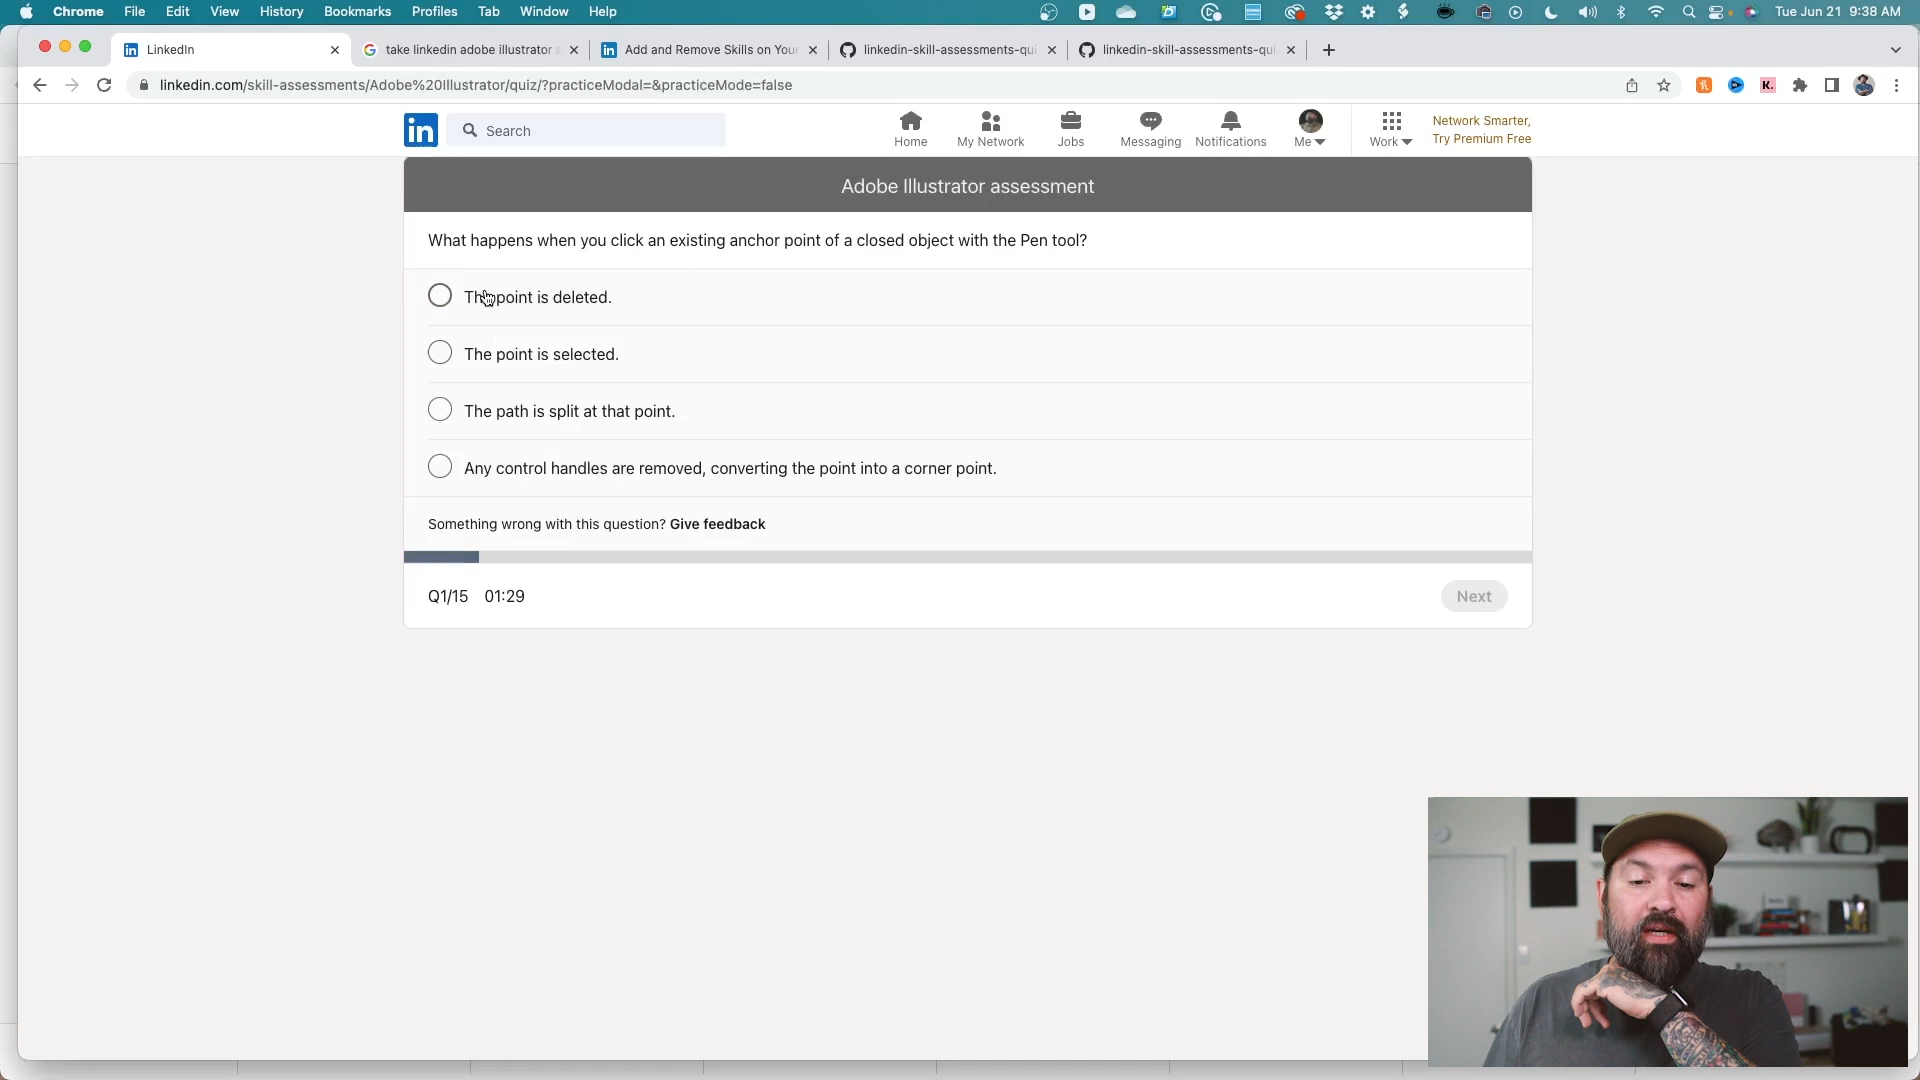 Chrome File Edit View History Bookmarks Profiles Tab Window Help Tue Jun 21 9:38 AM
LinkedIn take linkedin adobe illustrator Add and Remove Skills on Your linkedin-skill-assessments-qui linkedin-skill-assessments-qui
linkedin.com/skill-assessments/Adobe%20Illustrator/quiz/?practiceModal=&practiceMode=false
in Search Home My Network Jobs Messaging Notifications Me Work
Network Smarter,
Try Premium Free
Adobe Illustrator assessment
What happens when you click an existing anchor point of a closed object with the Pen tool?
The point is deleted.
The point is selected.
The path is split at that point.
Any control handles are removed, converting the point into a corner point.
Something wrong with this question? Give feedback
Q1/15 01:29 Next